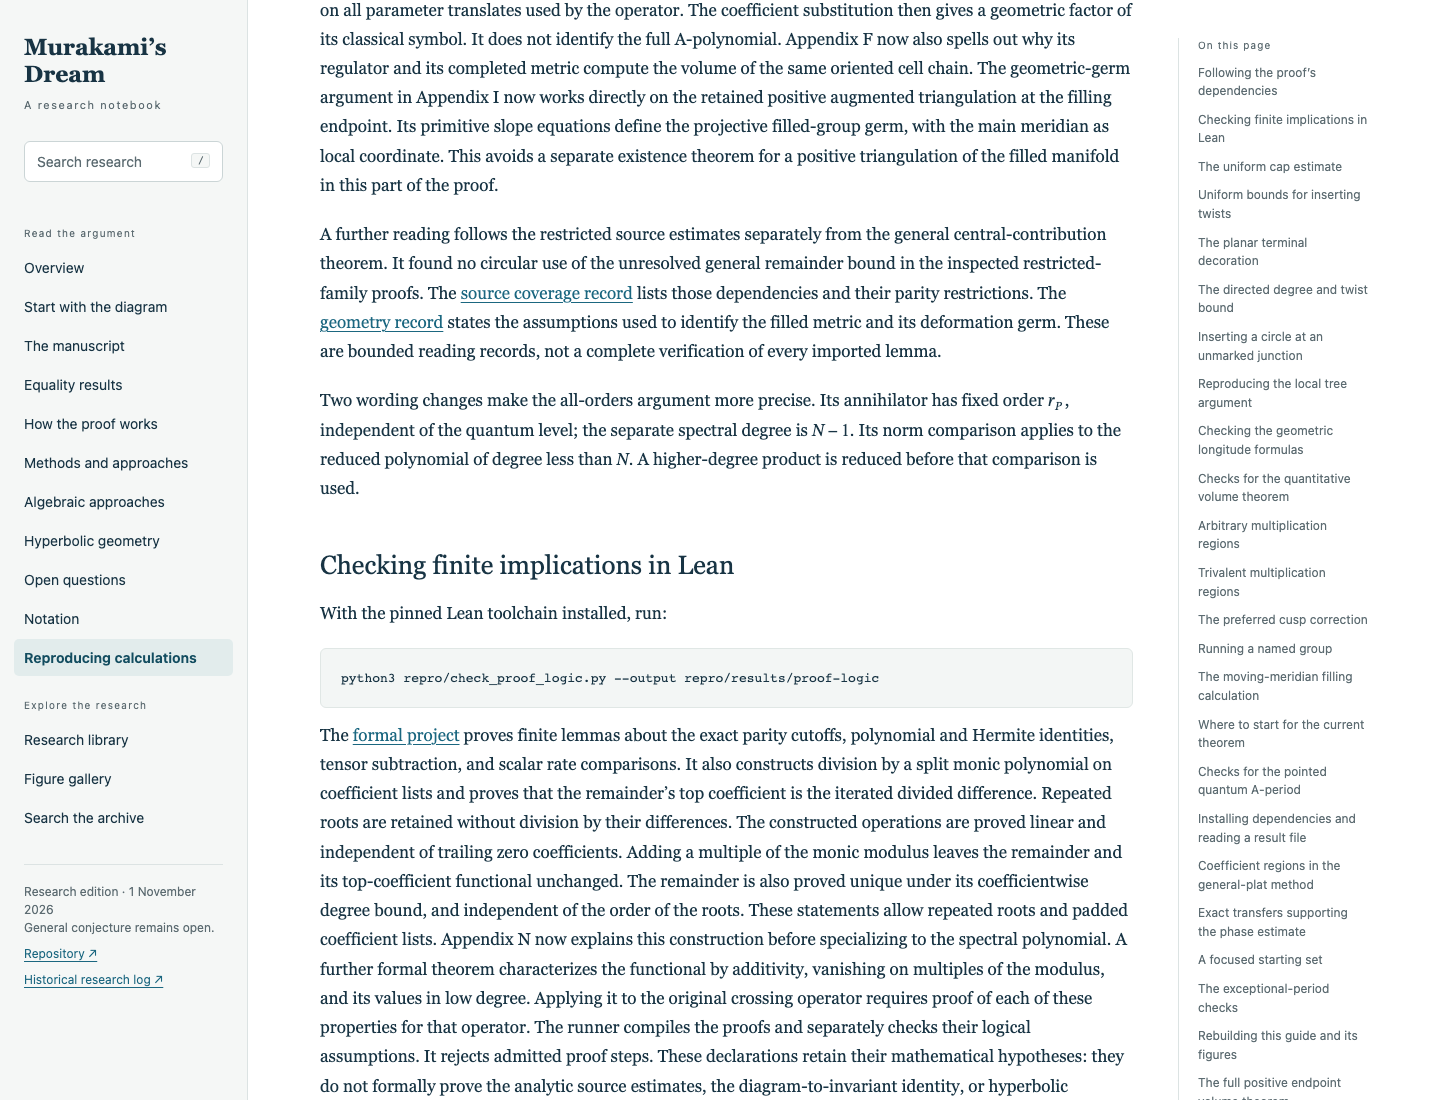 Murakami’s
Dream
A research notebook
Search research
/
Read the argument
Overview
Start with the diagram
The manuscript
Equality results
How the proof works
Methods and approaches
Algebraic approaches
Hyperbolic geometry
Open questions
Notation
Reproducing calculations
Explore the research
Research library
Figure gallery
Search the archive
Research edition · 1 November
2026
General conjecture remains open.
Repository ↗
Historical research log ↗
on all parameter translates used by the operator. The coefficient substitution then gives a geometric factor of
its classical symbol. It does not identify the full A-polynomial. Appendix F now also spells out why its
regulator and its completed metric compute the volume of the same oriented cell chain. The geometric-germ
argument in Appendix I now works directly on the retained positive augmented triangulation at the filling
endpoint. Its primitive slope equations define the projective filled-group germ, with the main meridian as
local coordinate. This avoids a separate existence theorem for a positive triangulation of the filled manifold
in this part of the proof.
A further reading follows the restricted source estimates separately from the general central-contribution
theorem. It found no circular use of the unresolved general remainder bound in the inspected restricted-
family proofs. The source coverage record lists those dependencies and their parity restrictions. The
geometry record states the assumptions used to identify the filled metric and its deformation germ. These
are bounded reading records, not a complete verification of every imported lemma.
Two wording changes make the all-orders argument more precise. Its annihilator has fixed order r_P,
independent of the quantum level; the separate spectral degree is N − 1. Its norm comparison applies to the
reduced polynomial of degree less than N. A higher-degree product is reduced before that comparison is
used.
Checking finite implications in Lean
With the pinned Lean toolchain installed, run:
python3 repro/check_proof_logic.py --output repro/results/proof-logic
The formal project proves finite lemmas about the exact parity cutoffs, polynomial and Hermite identities,
tensor subtraction, and scalar rate comparisons. It also constructs division by a split monic polynomial on
coefficient lists and proves that the remainder’s top coefficient is the iterated divided difference. Repeated
roots are retained without division by their differences. The constructed operations are proved linear and
independent of trailing zero coefficients. Adding a multiple of the monic modulus leaves the remainder and
its top-coefficient functional unchanged. The remainder is also proved unique under its coefficientwise
degree bound, and independent of the order of the roots. These statements allow repeated roots and padded
coefficient lists. Appendix N now explains this construction before specializing to the spectral polynomial. A
further formal theorem characterizes the functional by additivity, vanishing on multiples of the modulus,
and its values in low degree. Applying it to the original crossing operator requires proof of each of these
properties for that operator. The runner compiles the proofs and separately checks their logical
assumptions. It rejects admitted proof steps. These declarations retain their mathematical hypotheses: they
do not formally prove the analytic source estimates, the diagram-to-invariant identity, or hyperbolic
On this page
Following the proof’s
dependencies
Checking finite implications in
Lean
The uniform cap estimate
Uniform bounds for inserting
twists
The planar terminal
decoration
The directed degree and twist
bound
Inserting a circle at an
unmarked junction
Reproducing the local tree
argument
Checking the geometric
longitude formulas
Checks for the quantitative
volume theorem
Arbitrary multiplication
regions
Trivalent multiplication
regions
The preferred cusp correction
Running a named group
The moving-meridian filling
calculation
Where to start for the current
theorem
Checks for the pointed
quantum A-period
Installing dependencies and
reading a result file
Coefficient regions in the
general-plat method
Exact transfers supporting
the phase estimate
A focused starting set
The exceptional-period
checks
Rebuilding this guide and its
figures
The full positive endpoint
volume theorem